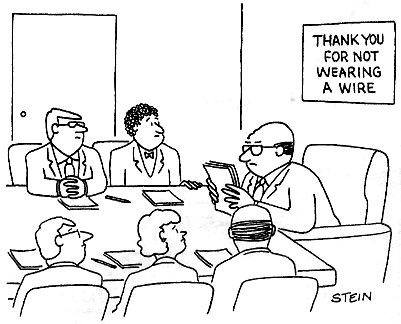 THANK YOU
FOR NOT
WEARING
A WIRE
STEIN